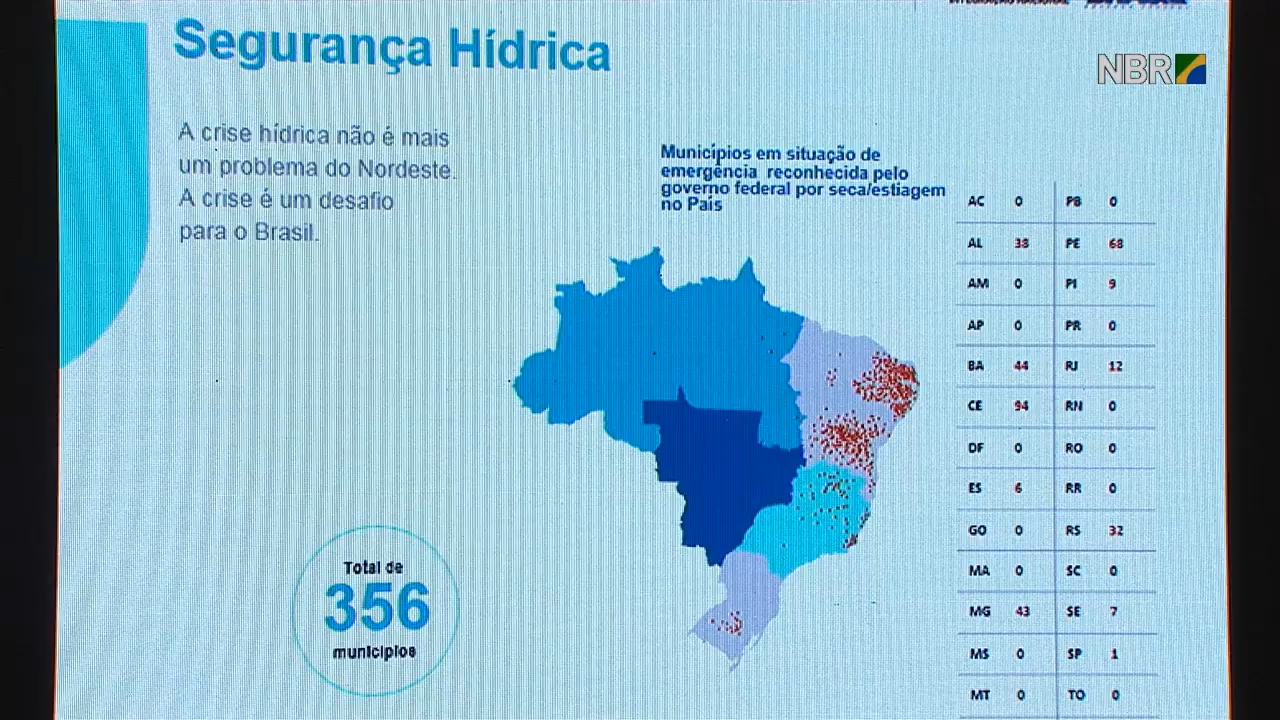 Segurança Hídrica
NBR
A crise hídrica não é mais
um problema do Nordeste.
A crise é um desafio
para o Brasil.
Municípios em situação de
emergência reconhecida pelo
governo federal por seca/estiagem
no País
AC 0 PB 0
AL 38 PE 68
AM 0 PI 9
AP 0 PR 0
BA 44 RJ 12
CE 94 RN 0
DF 0 RO 0
ES 6 RR 0
GO 0 RS 32
MA 0 SC 0
MG 43 SE 7
MS 0 SP 1
MT 0 TO 0
Total de
356
municípios